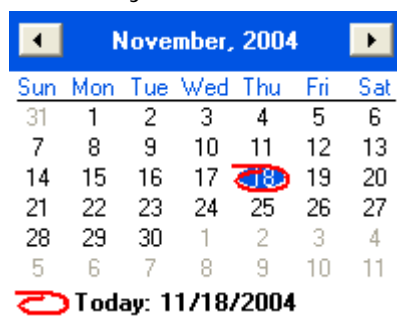 November, 2004
Sun Mon Tue Wed Thu Fri Sat
31 1 2 3 4 5 6
7 8 9 10 11 12 13
14 15 16 17 18 19 20
21 22 23 24 25 26 27
28 29 30 1 2 3 4
5 6 7 8 9 10 11
Today: 11/18/2004